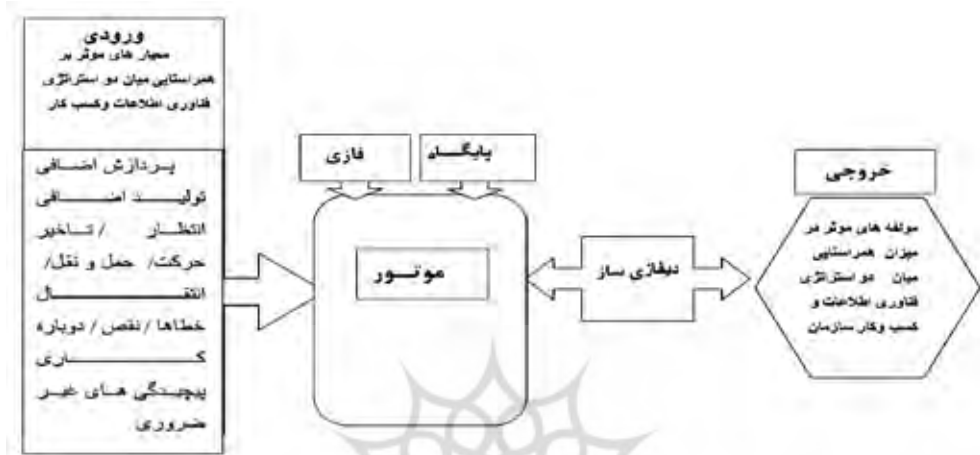 ورودی
معیار های موثر بر
همراستایی میان دو استراتژی
فناوری اطلاعات وکسب کار
پردازش اضافی
تولید اضافی
انتظار / تاخیر
حرکت/ حمل و نقل/
انتقال
خطاها / نقص / دوباره
کاری
پیچیدگی های غیر
ضروری
فازی
پایگاه
موتور
دیفازی ساز
خروجی
مولفه های موثر در
میزان همراستایی
میان دو استراتژی
فناوری اطلاعات و
کسب وکار سازمان